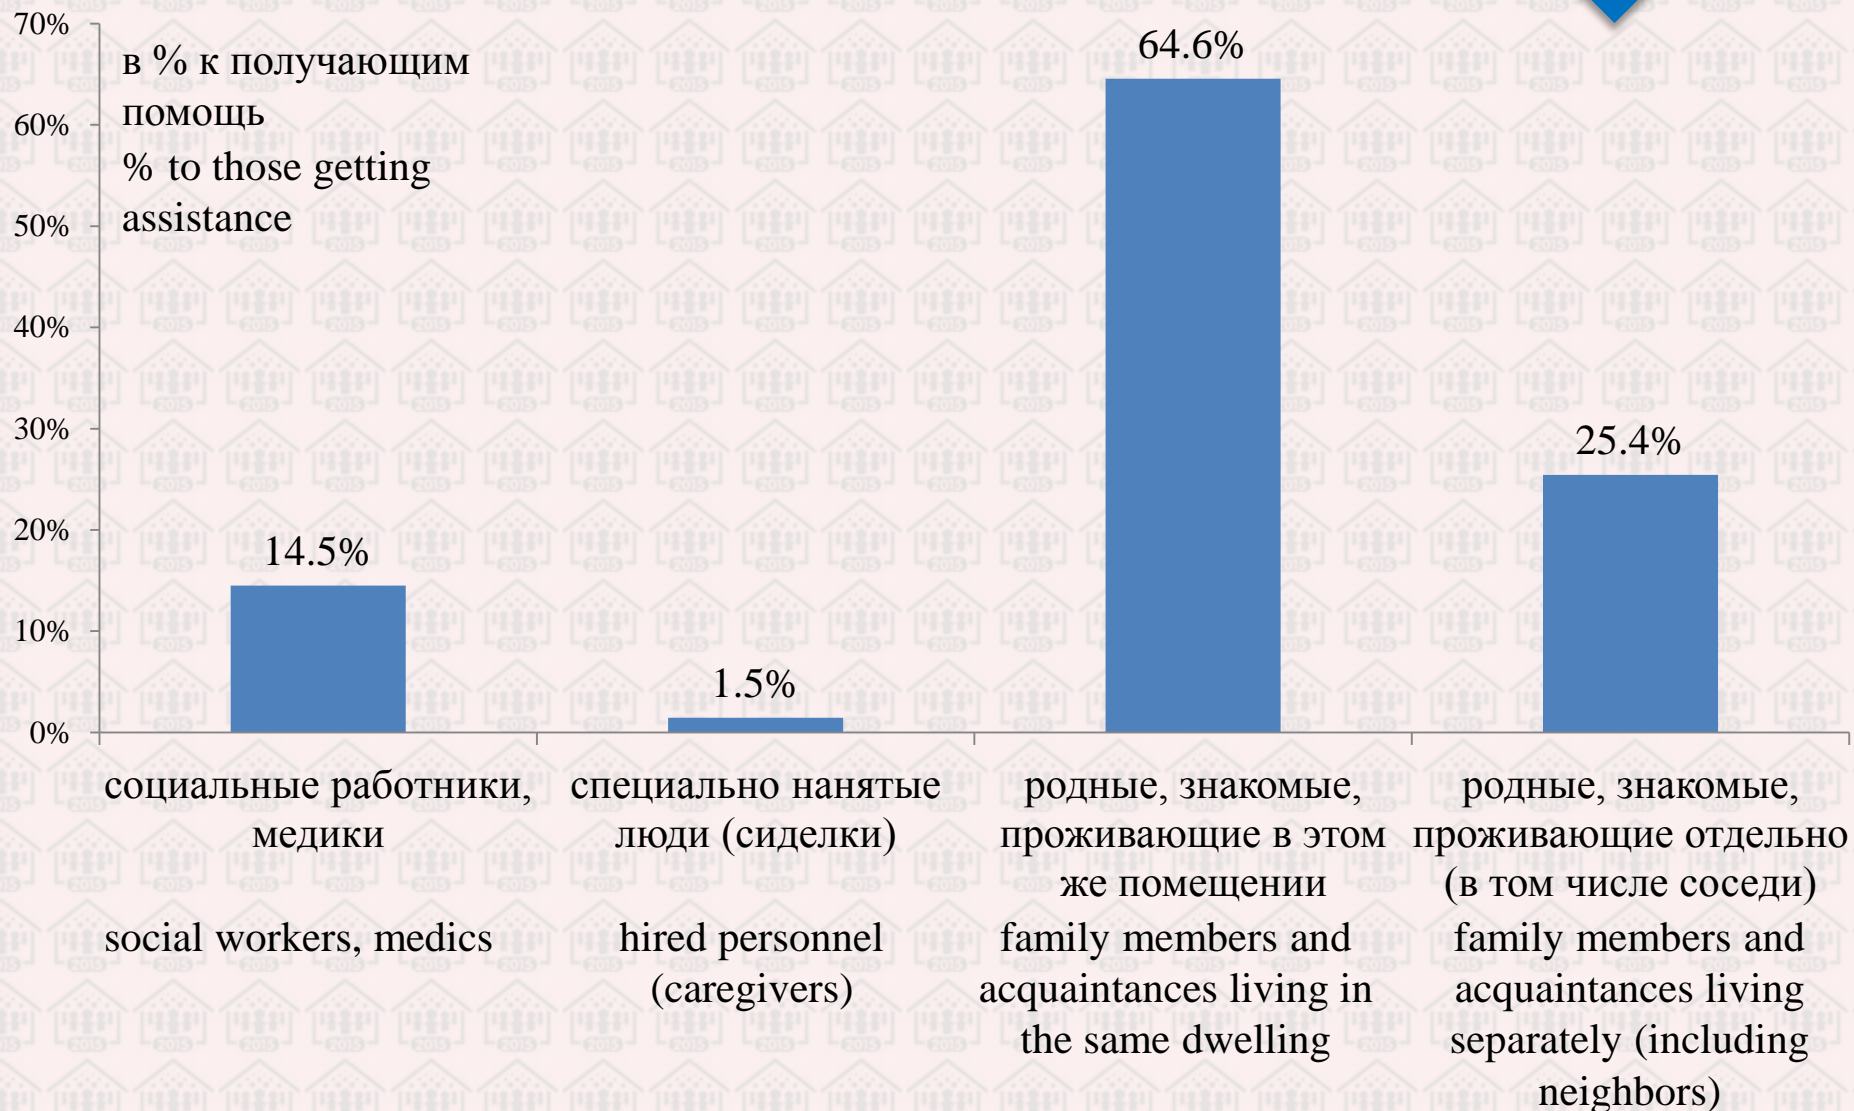 70%
60%
50%
40%
30%
20%
10%
0%
в % к получающим
помощь
% to those getting
assistance
14.5%
1.5%
64.6%
25.4%
социальные работники,
медики
social workers, medics
специально нанятые
люди (сиделки)
hired personnel
(caregivers)
родные, знакомые,
проживающие в этом
же помещении
family members and
acquaintances living in
the same dwelling
родные, знакомые,
проживающие отдельно
(в том числе соседи)
family members and
acquaintances living
separately (including
neighbors)
2015